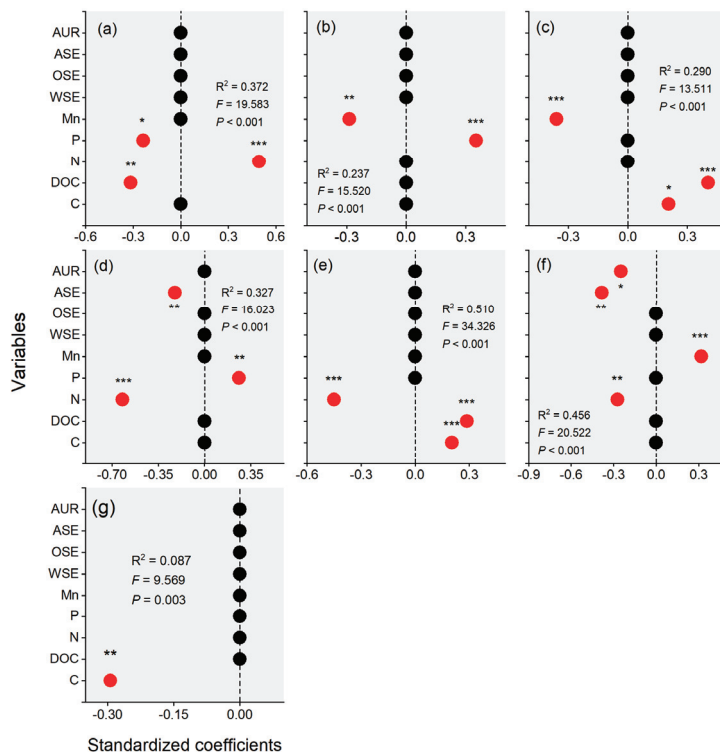 (a)
AUR
ASE
OSE
WSE
Mn
P
N
DOC
C
R² = 0.372
F = 19.583
P < 0.001
*
***
**
-0.6
-0.3
0.0
0.3
0.6
(b)
**
***
R² = 0.237
F = 15.520
P < 0.001
-0.3
0.0
0.3
(c)
R² = 0.290
F = 13.511
P < 0.001
***
***
*
-0.3
0.0
0.3
Variables
(d)
AUR
ASE
OSE
WSE
Mn
P
N
DOC
C
R² = 0.327
F = 16.023
P < 0.001
**
**
***
-0.70
-0.35
0.00
0.35
(e)
R² = 0.510
F = 34.326
P < 0.001
***
***
***
-0.6
-0.3
0.0
0.3
(f)
*
**
***
**
R² = 0.456
F = 20.522
P < 0.001
-0.9
-0.6
-0.3
0.0
0.3
(g)
AUR
ASE
OSE
WSE
Mn
P
N
DOC
C
R² = 0.087
F = 9.569
P = 0.003
**
-0.30
-0.15
0.00
Standardized coefficients